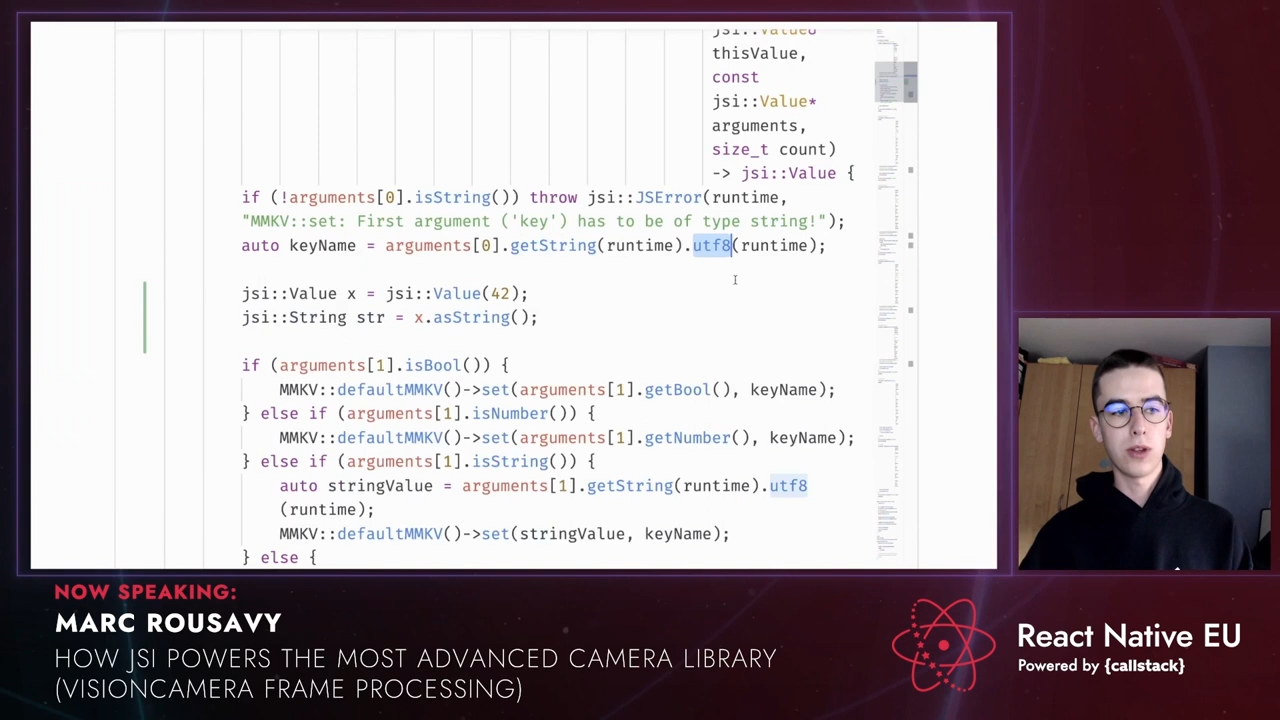 jsi::Value&
thisValue,
const
jsi::Value*
arguments,
size_t count)
-> jsi::Value {
if (!arguments[0].isString()) throw jsi::JSError(runtime,
"MMKV::set: First argument ('key') has to be of type string!");
auto keyName = arguments[0].getString(runtime).utf8(runtime);
jsi::Value x = jsi::Value(42);
jsi::String str = x.asString();
if (arguments[1].isBool()) {
MMKV::defaultMMKV()->set(arguments[1].getBool(), keyName);
} else if (arguments[1].isNumber()) {
MMKV::defaultMMKV()->set(arguments[1].getNumber(), keyName);
} else if (arguments[1].isString()) {
auto stringValue = arguments[1].getString(runtime).utf8
(runtime);
MMKV::defaultMMKV()->set(stringValue, keyName);
} else {
NOW SPEAKING:
MARC ROUSAVY
HOW JSI POWERS THE MOST ADVANCED CAMERA LIBRARY
(VISIONCAMERA FRAME PROCESSING)
React Native EU
Powered by {callstack}